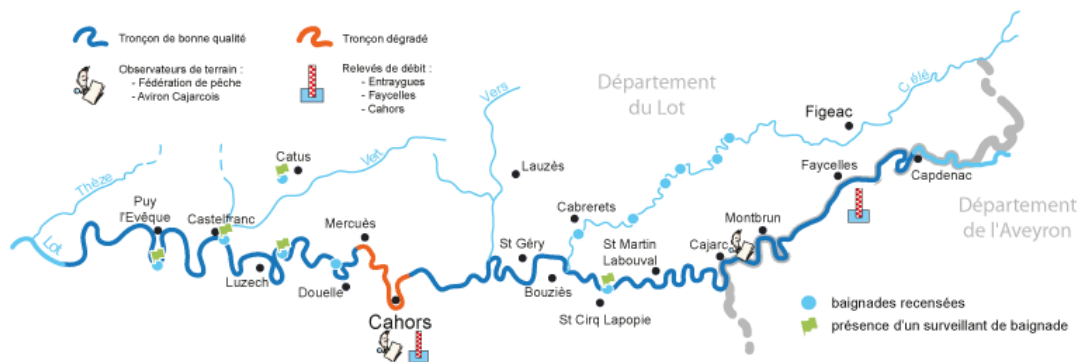 Tronçon de bonne qualité
Tronçon dégradé
Observateurs de terrain :
- Fédération de pêche
- Aviron Cajarcois
Relevés de débit :
- Entraygues
- Faycelles
- Cahors
Département
du Lot
Célé
Figeac
Vers
Catus
Vert
Lauzès
Faycelles
Capdenac
Thèze
Puy
l'Evêque
Castelfranc
Mercuès
Cabrerets
Montbrun
Département
de l'Aveyron
Lot
St Géry
St Martin
Labouval
Cajarc
Luzech
Douelle
Bouziès
Cahors
St Cirq Lapopie
baignades recensées
présence d'un surveillant de baignade